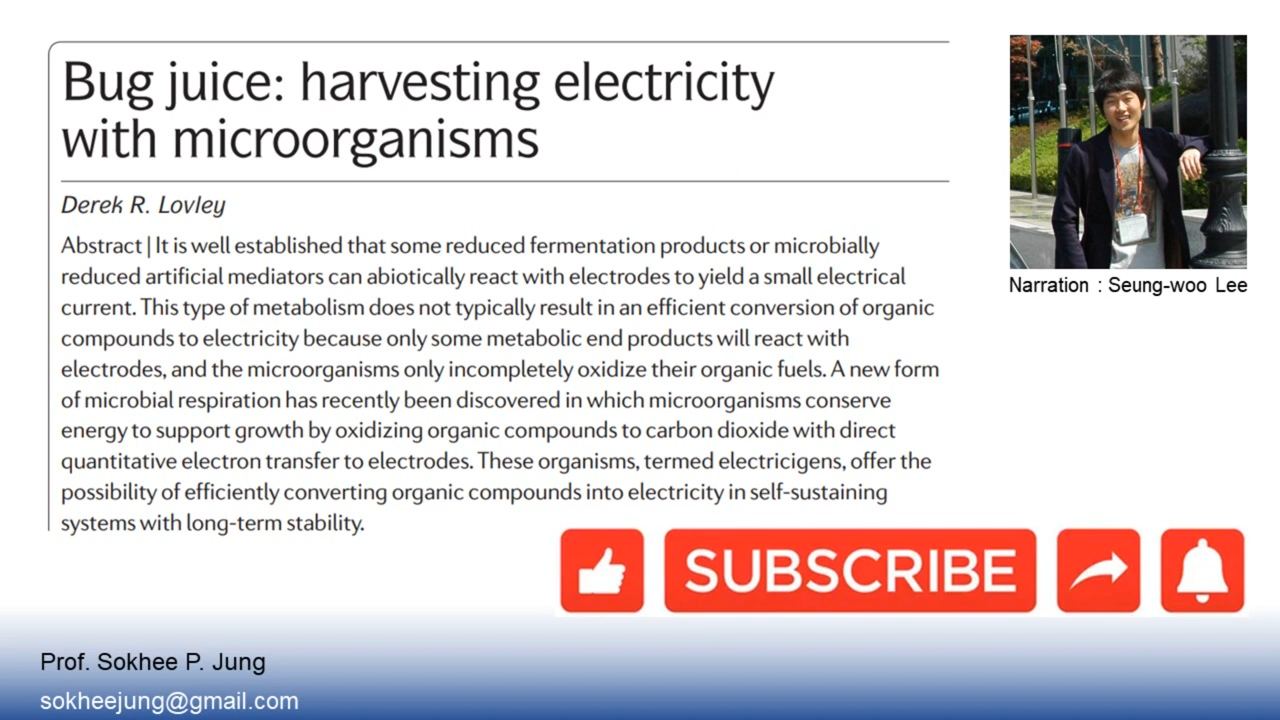 Bug juice: harvesting electricity
with microorganisms
Derek R. Lovley
Abstract | It is well established that some reduced fermentation products or microbially
reduced artificial mediators can abiotically react with electrodes to yield a small electrical
current. This type of metabolism does not typically result in an efficient conversion of organic
compounds to electricity because only some metabolic end products will react with
electrodes, and the microorganisms only incompletely oxidize their organic fuels. A new form
of microbial respiration has recently been discovered in which microorganisms conserve
energy to support growth by oxidizing organic compounds to carbon dioxide with direct
quantitative electron transfer to electrodes. These organisms, termed electricigens, offer the
possibility of efficiently converting organic compounds into electricity in self-sustaining
systems with long-term stability.
Narration : Seung-woo Lee
SUBSCRIBE
Prof. Sokhee P. Jung
sokheejung@gmail.com